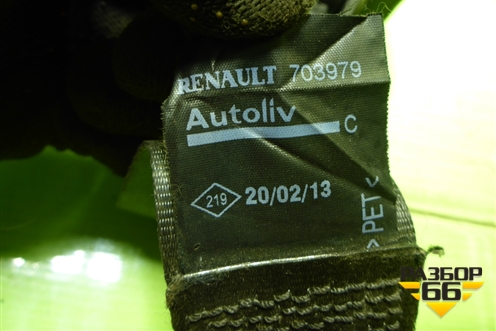 RENAULT 703979
Autoliv
C
219 20/02/13
>PET<
РАЗБОР
66